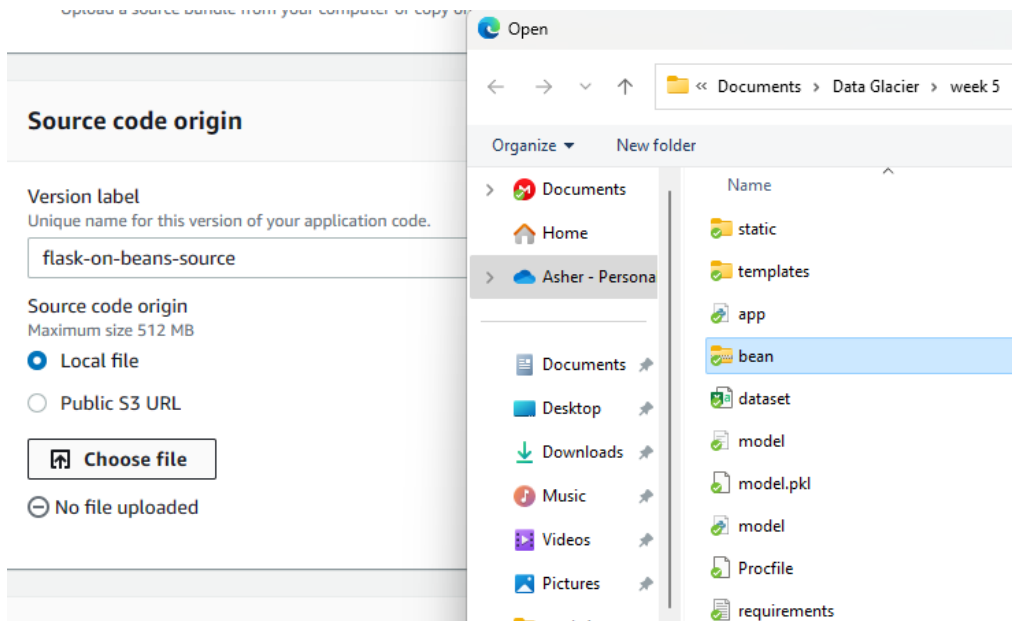 Upload a source bundle from your computer or copy
Source code origin
Version label
Unique name for this version of your application code.
flask-on-beans-source
Source code origin
Maximum size 512 MB
Local file
Public S3 URL
Choose file
No file uploaded
Open
« Documents > Data Glacier > week 5
Organize
New folder
Documents
Home
Asher - Persona
Documents
Desktop
Downloads
Music
Videos
Pictures
Name
static
templates
app
bean
dataset
model
model.pkl
model
Procfile
requirements